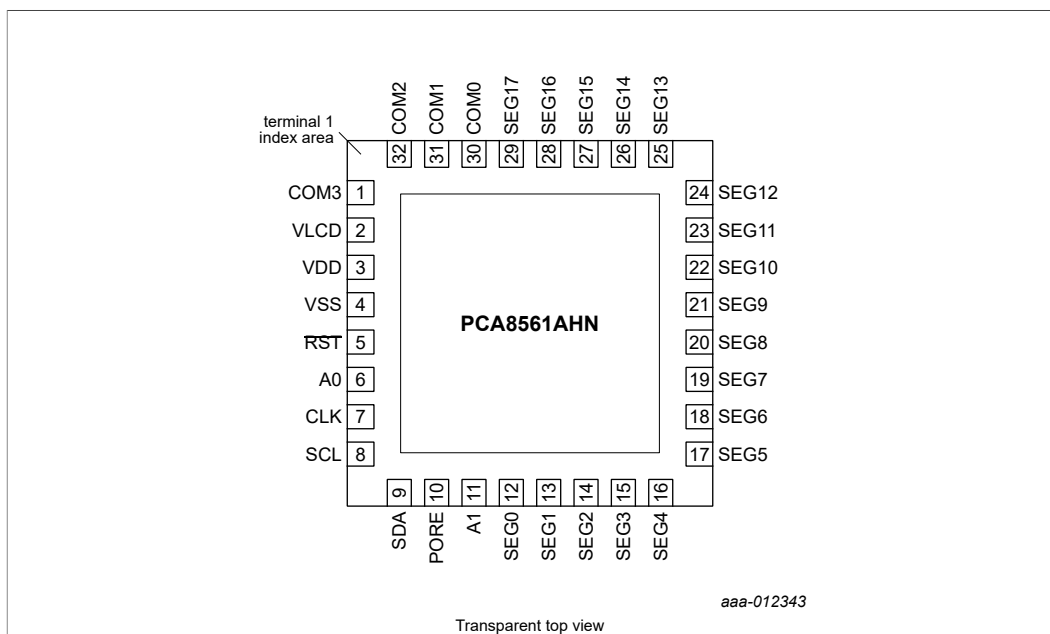 COM2
COM1
COM0
SEG17
SEG16
SEG15
SEG14
SEG13
terminal 1
index area
32
31
30
29
28
27
26
25
COM3 1
VLCD 2
VDD 3
VSS 4
RST 5
A0 6
CLK 7
SCL 8
24 SEG12
23 SEG11
22 SEG10
21 SEG9
20 SEG8
19 SEG7
18 SEG6
17 SEG5
PCA8561AHN
9
10
11
12
13
14
15
16
SDA
PORE
A1
SEG0
SEG1
SEG2
SEG3
SEG4
aaa-012343
Transparent top view